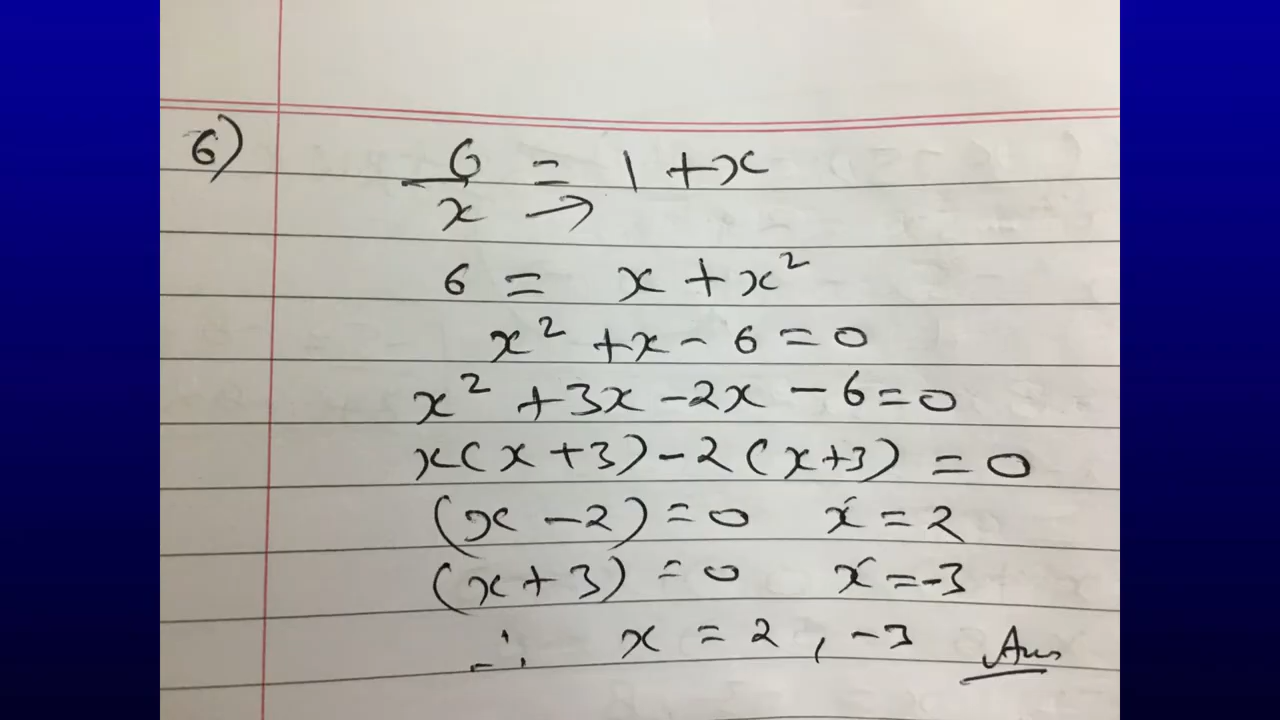 6) 6/x = 1 + x
6 = x + x²
x² + x - 6 = 0
x² + 3x - 2x - 6 = 0
x(x + 3) - 2(x + 3) = 0
(x - 2) = 0 x = 2
(x + 3) = 0 x = -3
∴ x = 2, -3 Ans